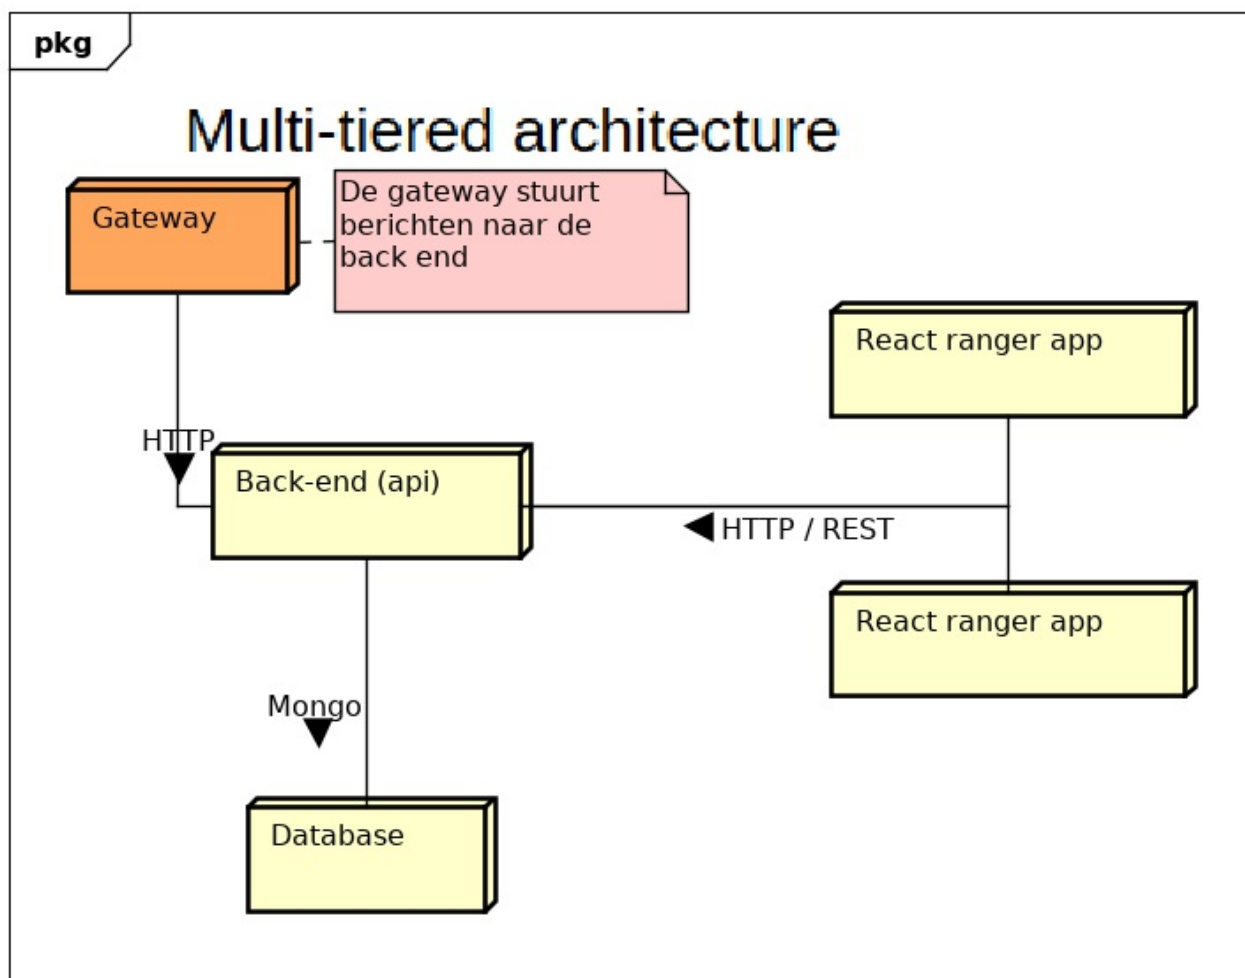 pkg
Multi-tiered architecture
Gateway
De gateway stuurt
berichten naar de
back end
React ranger app
HTTP
Back-end (api)
HTTP / REST
React ranger app
Mongo
Database